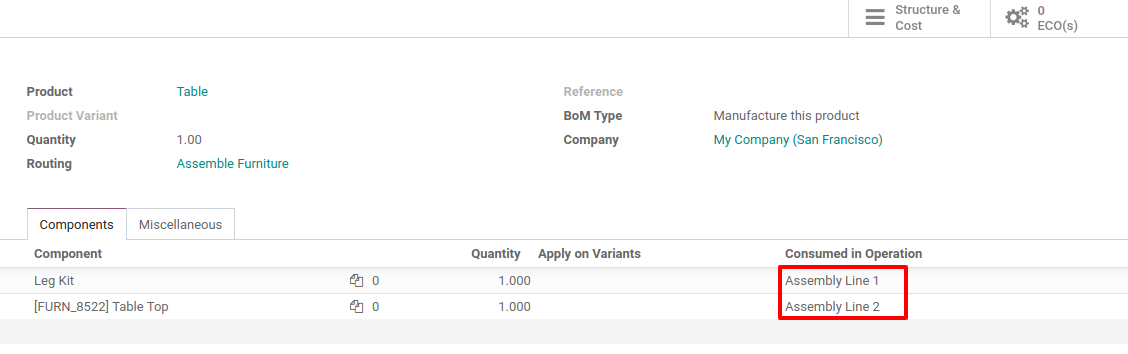 Structure & Cost
0 ECO(s)
Product Table Reference
Product Variant BoM Type Manufacture this product
Quantity 1.00 Company My Company (San Francisco)
Routing Assemble Furniture
Components Miscellaneous
Component Quantity Apply on Variants Consumed in Operation
Leg Kit 0 1.000 Assembly Line 1
[FURN_8522] Table Top 0 1.000 Assembly Line 2